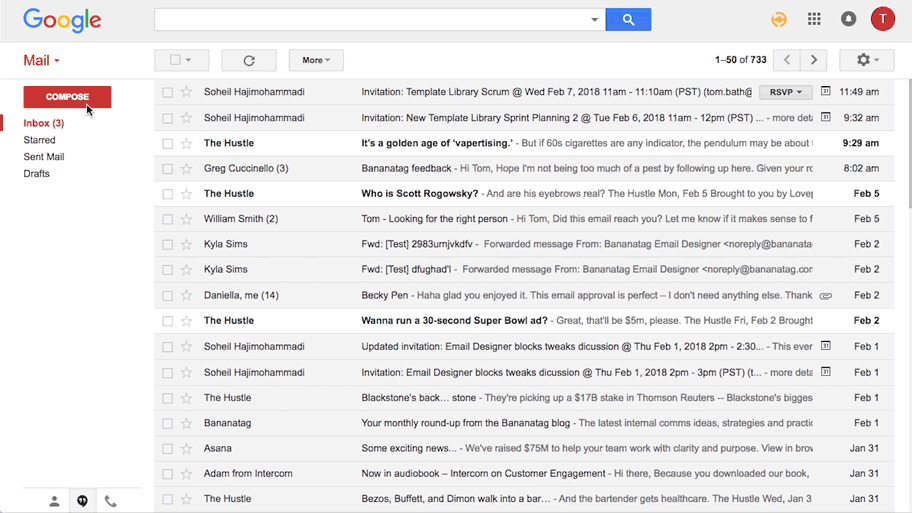 Google
T
Mail
More
1–50 of 733
COMPOSE
Inbox (3)
Starred
Sent Mail
Drafts
Soheil Hajimohammadi Invitation: Template Library Scrum @ Wed Feb 7, 2018 11am - 11:10am (PST) (tom.bath@ RSVP 31 11:49 am
Soheil Hajimohammadi Invitation: New Template Library Sprint Planning 2 @ Tue Feb 6, 2018 11am - 12pm (PST) ... - more deta 31 9:32 am
The Hustle It's a golden age of 'vapertising.' - But if 60s cigarettes are any indicator, the pendulum may be about t 9:29 am
Greg Cuccinello (3) Bananatag feedback - Hi Tom, Hope I'm not being too much of a pest by following up here. Given your ro 8:02 am
The Hustle Who is Scott Rogowsky? - And are his eyebrows real? The Hustle Mon, Feb 5 Brought to you by Lovep Feb 5
William Smith (2) Tom - Looking for the right person - Hi Tom, Did this email reach you? Let me know if it makes sense to f Feb 5
Kyla Sims Fwd: [Test] 2983urnjvkdfv - Forwarded message From: Bananatag Email Designer <noreply@bananata Feb 2
Kyla Sims Fwd: [Test] dfughad'l - Forwarded message From: Bananatag Email Designer <noreply@bananatag.com Feb 2
Daniella, me (14) Becky Pen - Haha glad you enjoyed it. This email approval is perfect – I don't need anything else. Thank Feb 2
The Hustle Wanna run a 30-second Super Bowl ad? - Great, that'll be $5m, please. The Hustle Fri, Feb 2 Brought Feb 2
Soheil Hajimohammadi Updated invitation: Email Designer blocks tweaks dicussion @ Thu Feb 1, 2018 2pm - 2:30... - This ever 31 Feb 1
Soheil Hajimohammadi Invitation: Email Designer blocks tweaks dicussion @ Thu Feb 1, 2018 2pm - 3pm (PST) (t... - more deta 31 Feb 1
The Hustle Blackstone's back... stone - They're picking up a $17B stake in Thomson Reuters -- Blackstone's biggest Feb 1
Bananatag Your monthly round-up from the Bananatag blog - The latest internal comms ideas, strategies and practic Feb 1
Asana Some exciting news... - We've raised $75M to help your team work with clarity and purpose. View in brow Jan 31
Adam from Intercom Now in audiobook – Intercom on Customer Engagement - Hi there, Because you downloaded our book, Jan 31
The Hustle Bezos, Buffett, and Dimon walk into a bar... - And the bartender gets healthcare. The Hustle Wed, Jan 3 Jan 31